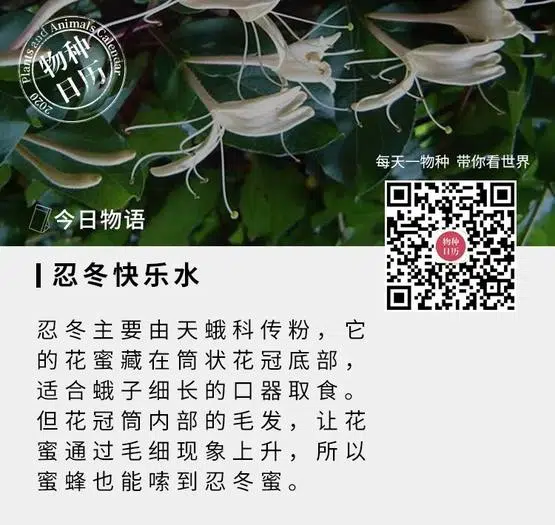 Plants and Animals Calendar
物种
日历
2020
每天一物种 带你看世界
物种
日历
今日物语
忍冬快乐水
忍冬主要由天蛾科传粉，它
的花蜜藏在筒状花冠底部，
适合蛾子细长的口器取食。
但花冠筒内部的毛发，让花
蜜通过毛细现象上升，所以
蜜蜂也能嗦到忍冬蜜。